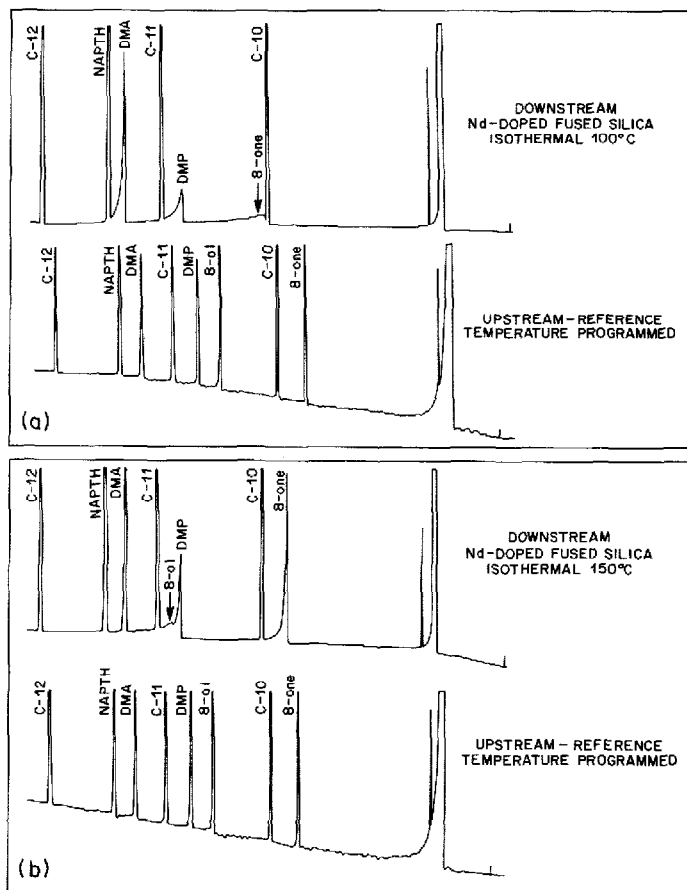 C-12
NAPTH
DMA
C-11
DMP
8-one
C-10
DOWNSTREAM
Nd-DOPED FUSED SILICA
ISOTHERMAL 100°C
C-12
NAPTH
DMA
C-11
DMP
8-ol
C-10
8-one
UPSTREAM-REFERENCE
TEMPERATURE PROGRAMMED
(a)
C-12
NAPTH
DMA
C-11
8-ol
DMP
C-10
8-one
DOWNSTREAM
Nd-DOPED FUSED SILICA
ISOTHERMAL 150°C
C-12
NAPTH
DMA
C-11
DMP
8-ol
C-10
8-one
UPSTREAM-REFERENCE
TEMPERATURE PROGRAMMED
(b)